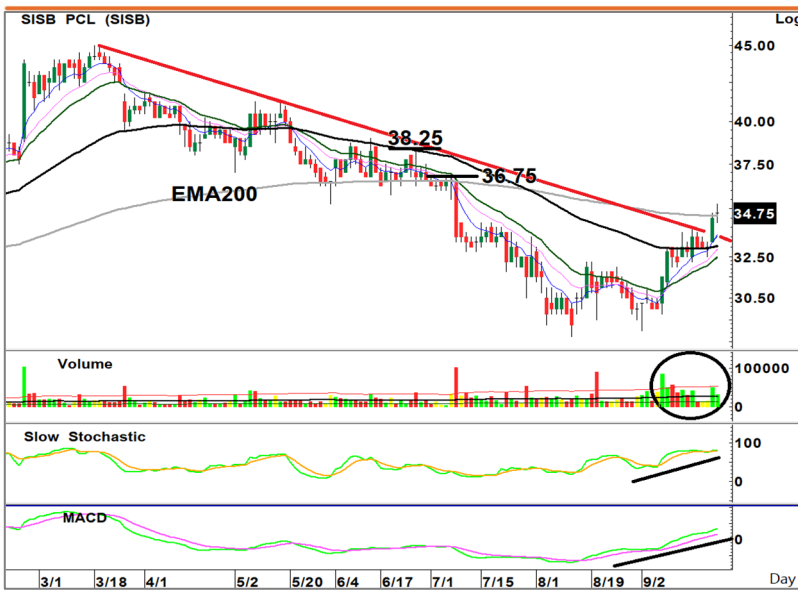 SISB PCL (SISB)
Log
45.00
40.00
38.25
37.50
36.75
EMA200
34.75
32.50
30.50
Volume
100000
0
Slow Stochastic
100
0
MACD
0
3/1 3/18 4/1 5/2 5/20 6/4 6/17 7/1 7/15 8/1 8/19 9/2 Day